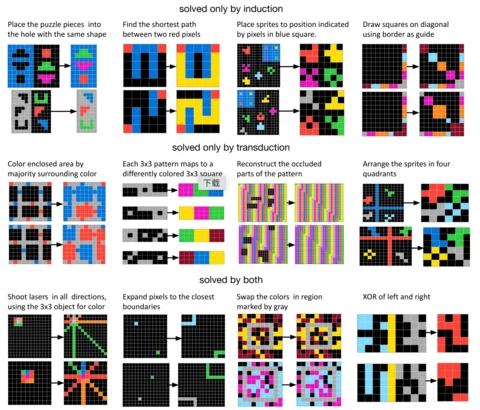 solved only by induction
Place the puzzle pieces into
the hole with the same shape
Find the shortest path
between two red pixels
Place sprites to position indicated
by pixels in blue square.
Draw squares on diagonal
using border as guide
solved only by transduction
Color enclosed area by
majority surrounding color
Each 3x3 pattern maps to a
differently colored 3x3 square
Reconstruct the occluded
parts of the pattern
Arrange the sprites in four
quadrants
下载
solved by both
Shoot lasers in all directions,
using the 3x3 object for color
Expand pixels to the closest
boundaries
Swap the colors in region
marked by gray
XOR of left and right